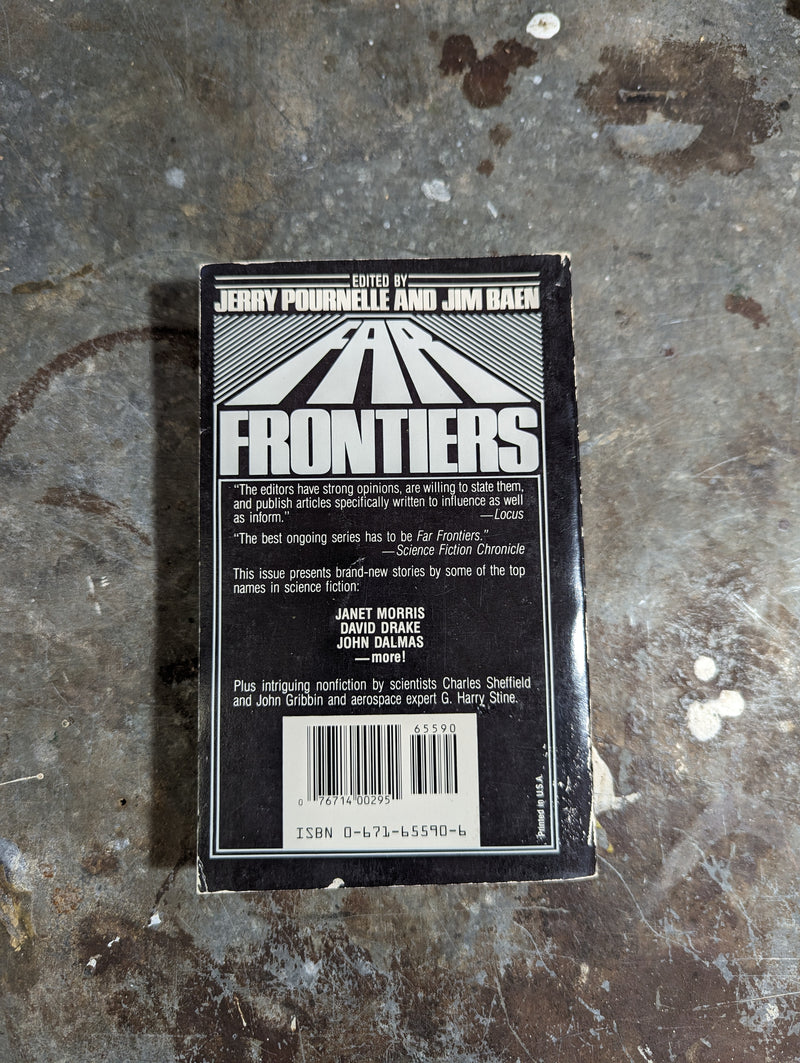 EDITED BY
JERRY POURNELLE AND JIM BAEN
FAR
FRONTIERS
"The editors have strong opinions, are willing to state them,
and publish articles specifically written to influence as well
as inform."
—Locus
"The best ongoing series has to be Far Frontiers."
—Science Fiction Chronicle
This issue presents brand-new stories by some of the top
names in science fiction:
JANET MORRIS
DAVID DRAKE
JOHN DALMAS
—more!
Plus intriguing nonfiction by scientists Charles Sheffield
and John Gribbin and aerospace expert G. Harry Stine.
65590
0 76714 00295
ISBN 0-671-65590-6
Printed in U.S.A.